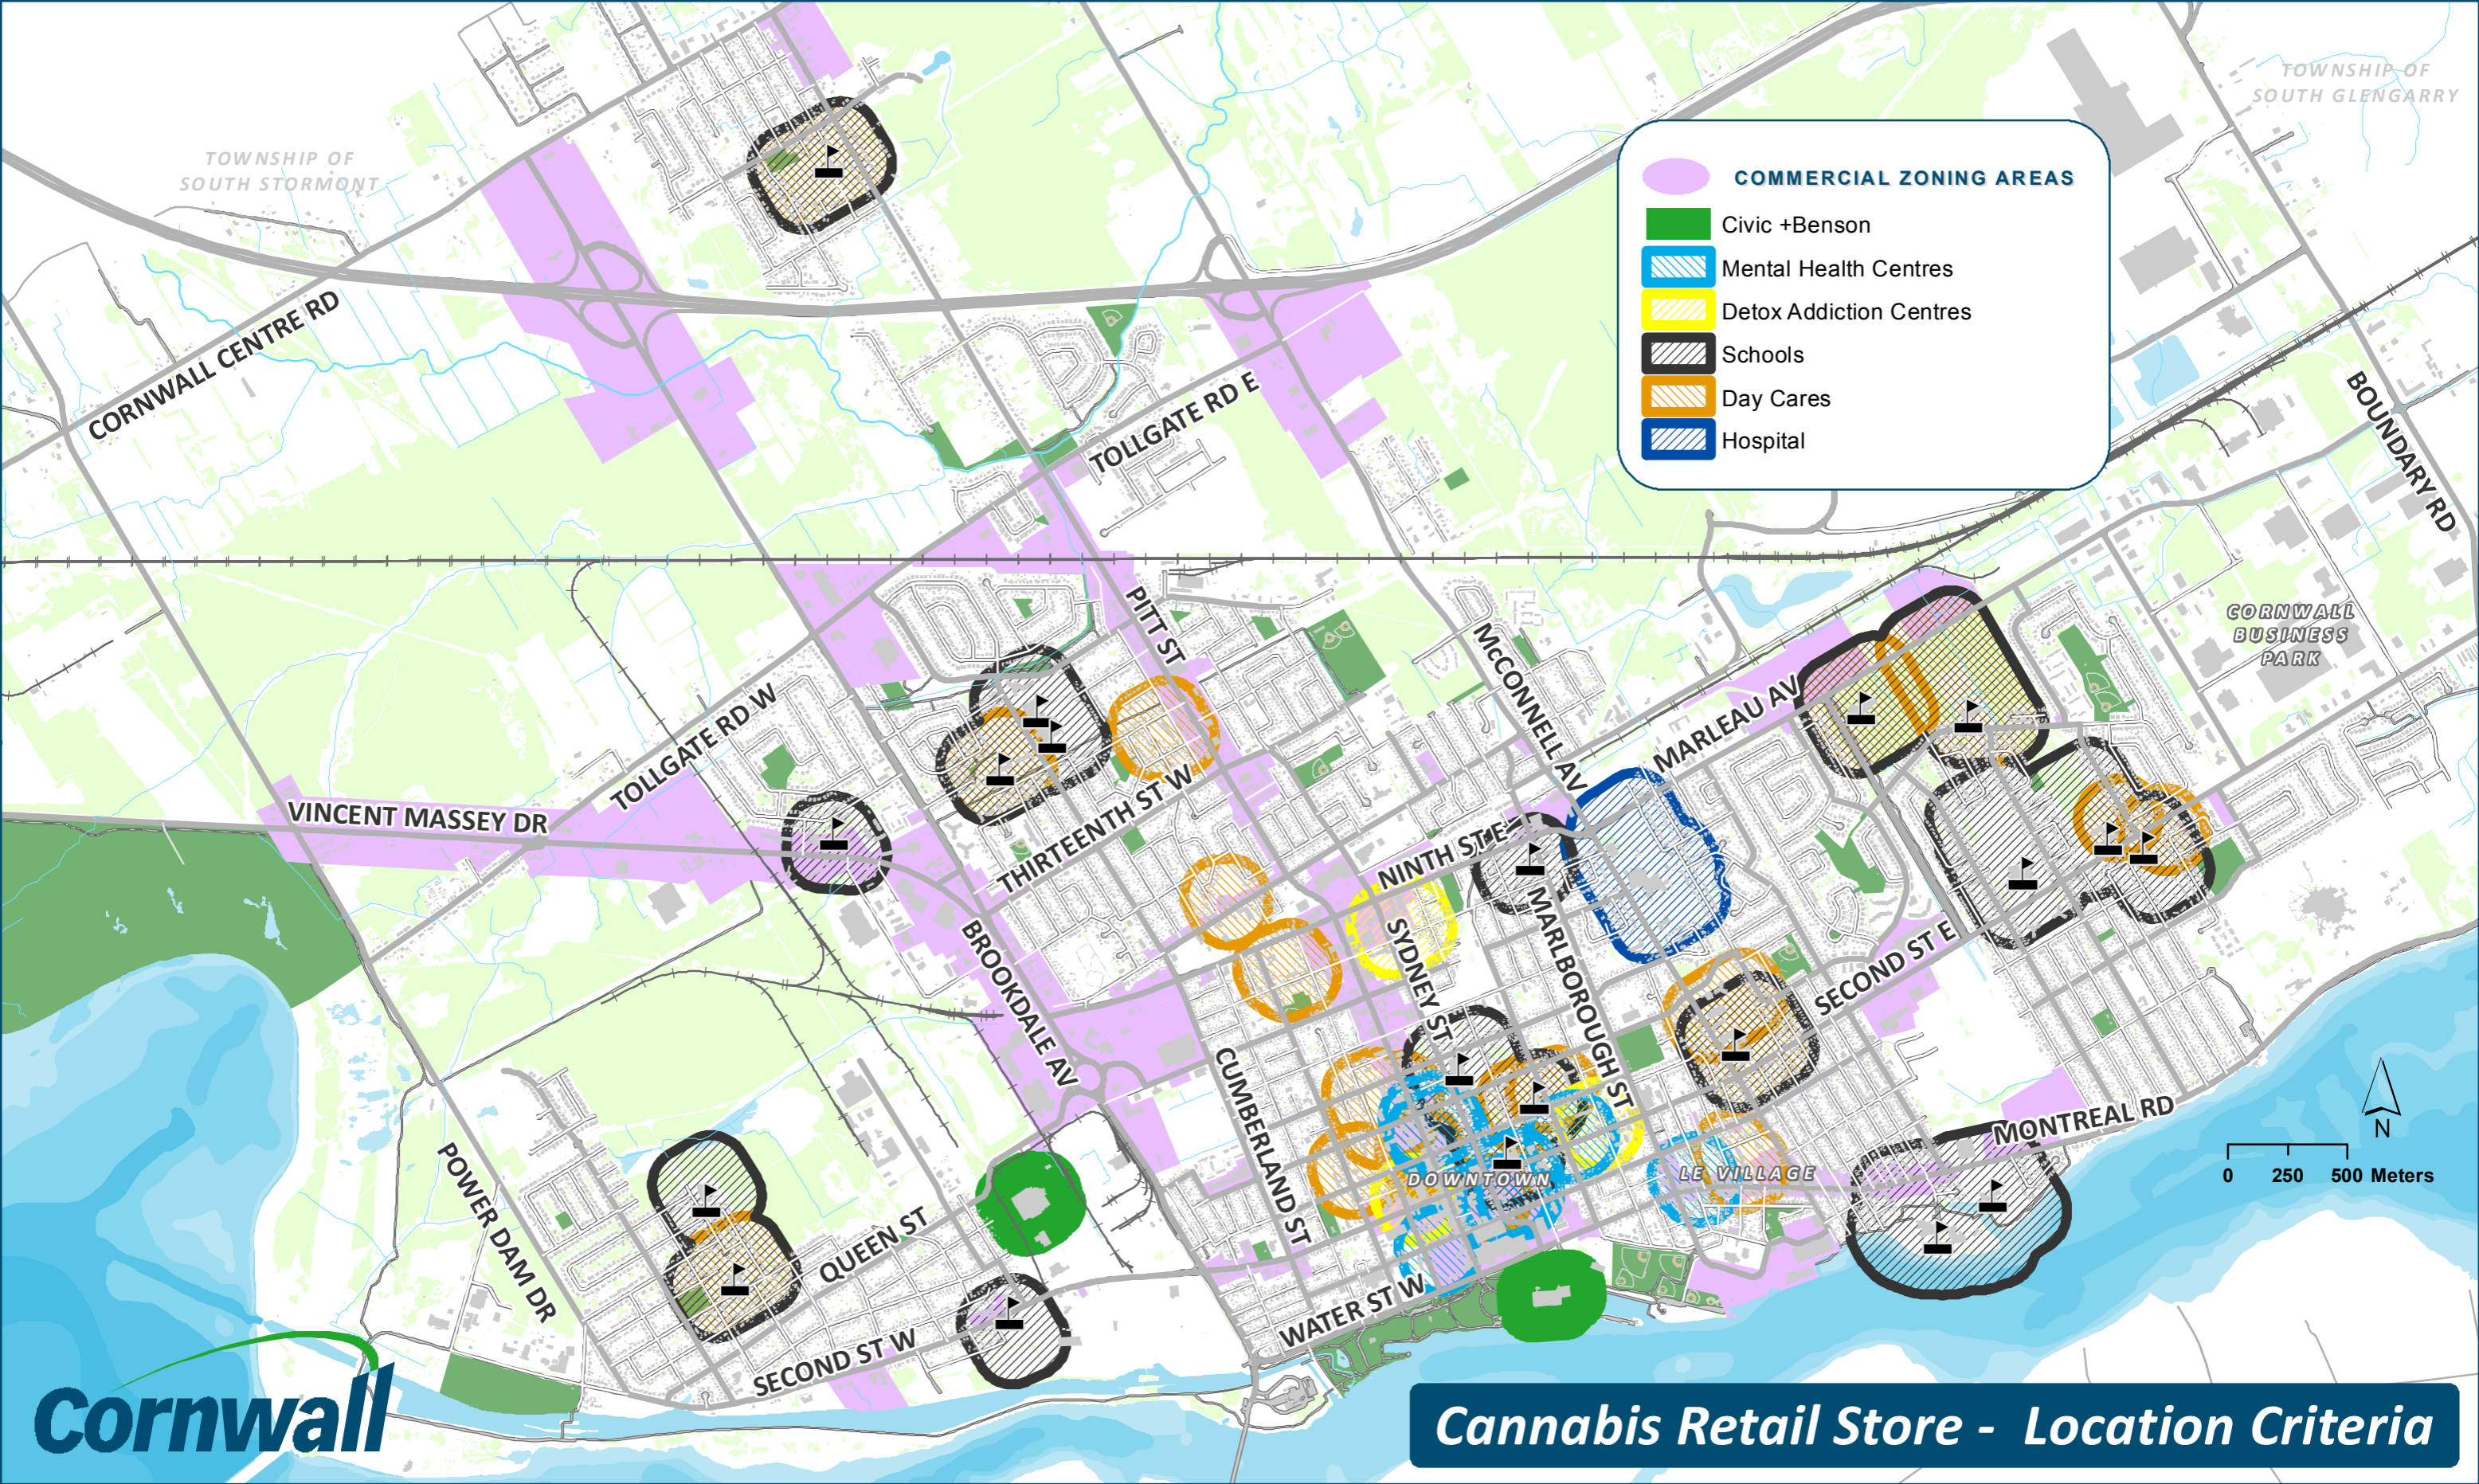 TOWNSHIP OF
SOUTH STORMONT
TOWNSHIP OF
SOUTH GLENGARRY
COMMERCIAL ZONING AREAS
Civic +Benson
Mental Health Centres
Detox Addiction Centres
Schools
Day Cares
Hospital
CORNWALL CENTRE RD
TOLLGATE RD E
BOUNDARY RD
PITT ST
McCONNELL AV
CORNWALL
BUSINESS
PARK
TOLLGATE RD W
MARLEAU AV
VINCENT MASSEY DR
THIRTEENTH ST W
NINTH ST E
BROOKDALE AV
SYDNEY ST
MARLBOROUGH ST
SECOND ST E
CUMBERLAND ST
MONTREAL RD
DOWNTOWN
LE VILLAGE
POWER DAM DR
QUEEN ST
WATER ST W
SECOND ST W
N
0 250 500 Meters
Cornwall
Cannabis Retail Store - Location Criteria